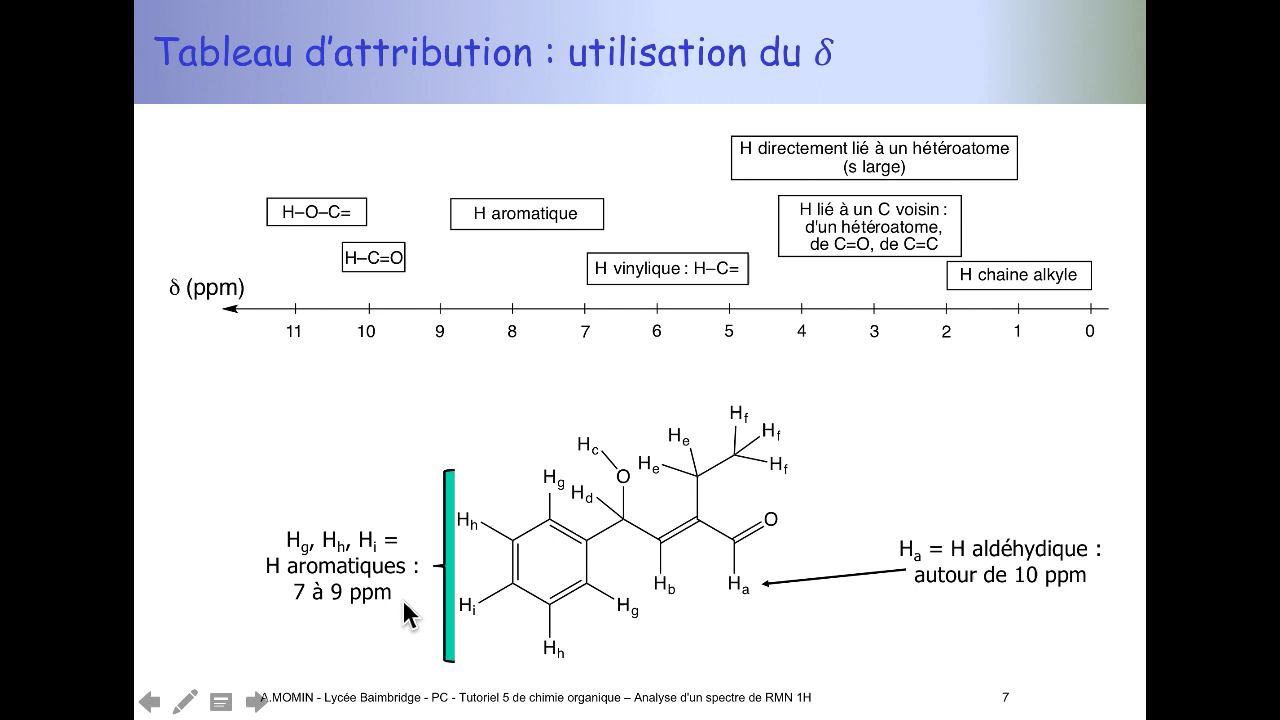 Tableau d'attribution : utilisation du δ
H directement lié à un hétéroatome
(s large)
H–O–C=
H aromatique
H lié à un C voisin :
d'un hétéroatome,
de C=O, de C=C
H–C=O
H vinylique : H–C=
H chaine alkyle
δ (ppm)
11 10 9 8 7 6 5 4 3 2 1 0
Hf
He Hf
Hc
He Hf
O
Hg Hd
Hh O
Hg, Hh, Hi =
H aromatiques :
7 à 9 ppm
Ha = H aldéhydique :
autour de 10 ppm
Hb Ha
Hi Hg
Hh
A.MOMIN - Lycée Baimbridge - PC - Tutoriel 5 de chimie organique – Analyse d'un spectre de RMN 1H 7